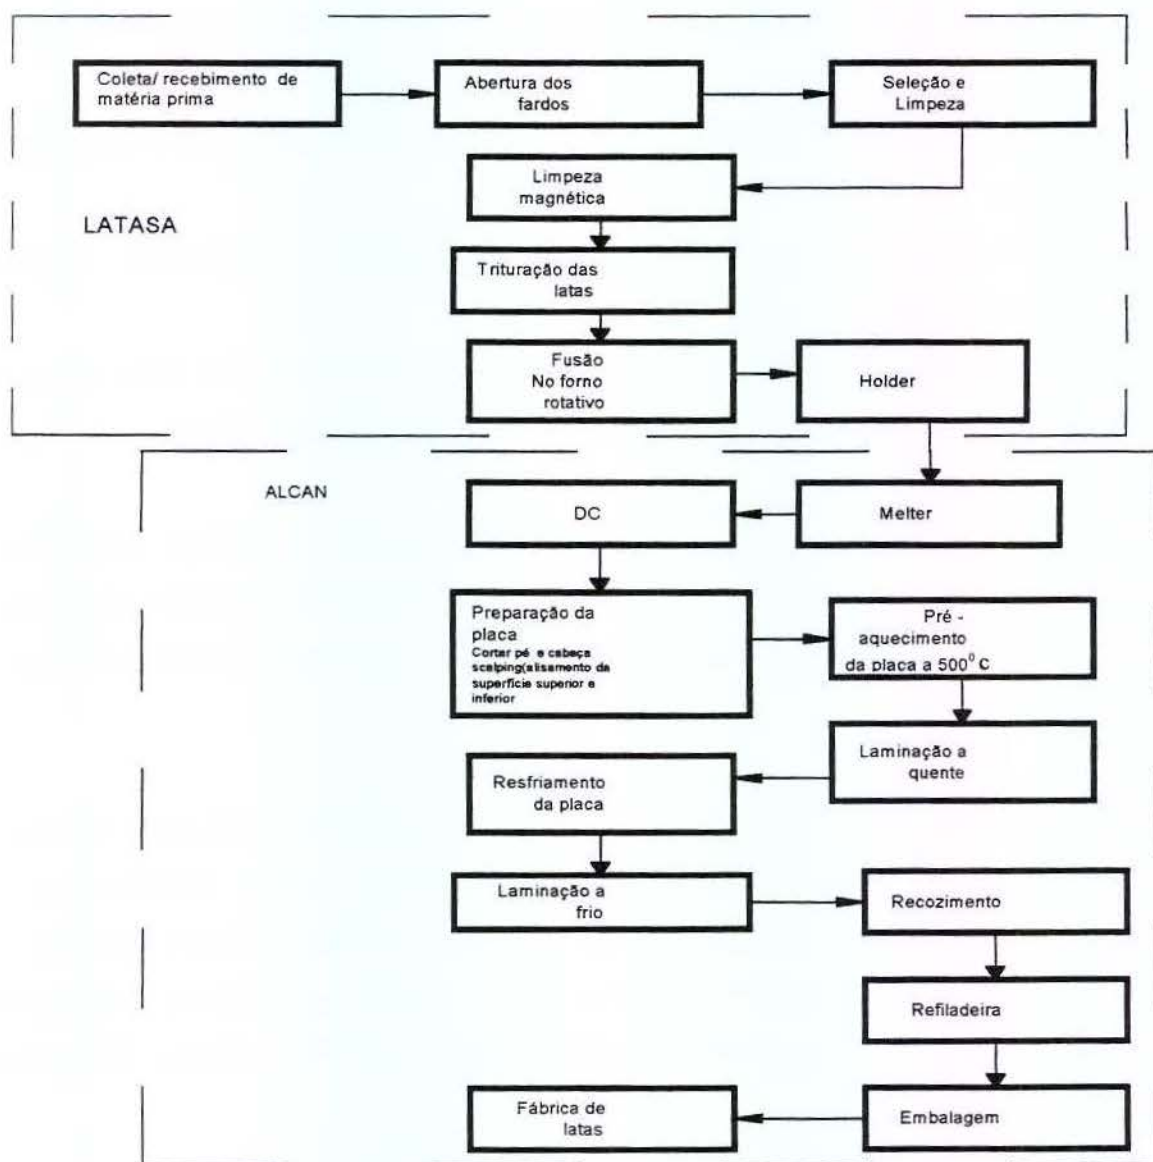 Coleta/ recebimento de
matéria prima
Abertura dos
fardos
Seleção e
Limpeza
Limpeza
magnética
LATASA
Trituração das
latas
Fusão
No forno
rotativo
Holder
ALCAN
DC
Melter
Preparação da
placa
Cortar pé e cabeça
scalping(alisamento da
superfície superior e
inferior
Pré -
aquecimento
da placa a 500⁰ C
Laminação a
quente
Resfriamento
da placa
Laminação a
frio
Recozimento
Refiladeira
Fábrica de
latas
Embalagem